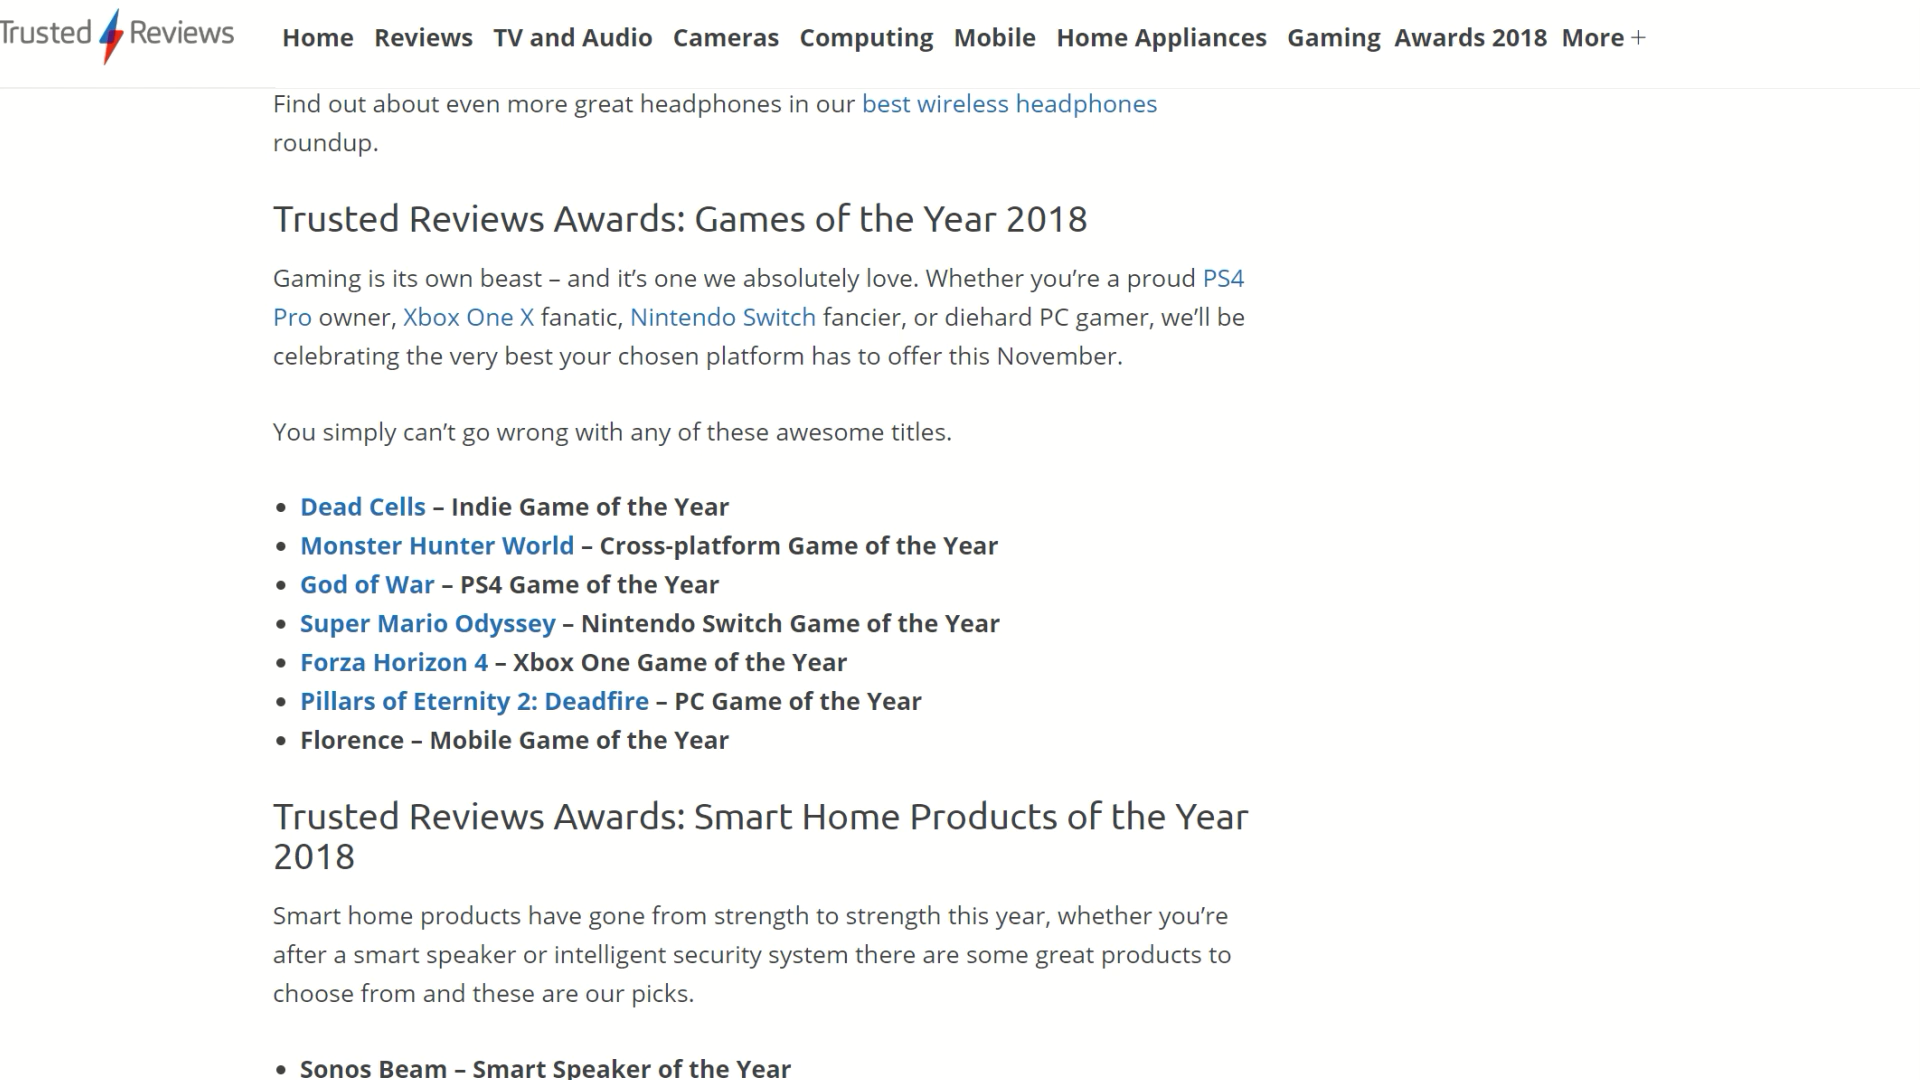 Trusted Reviews
Home Reviews TV and Audio Cameras Computing Mobile Home Appliances Gaming Awards 2018 More +
Find out about even more great headphones in our best wireless headphones
roundup.
Trusted Reviews Awards: Games of the Year 2018
Gaming is its own beast – and it’s one we absolutely love. Whether you’re a proud PS4
Pro owner, Xbox One X fanatic, Nintendo Switch fancier, or diehard PC gamer, we’ll be
celebrating the very best your chosen platform has to offer this November.
You simply can’t go wrong with any of these awesome titles.
• Dead Cells – Indie Game of the Year
• Monster Hunter World – Cross-platform Game of the Year
• God of War – PS4 Game of the Year
• Super Mario Odyssey – Nintendo Switch Game of the Year
• Forza Horizon 4 – Xbox One Game of the Year
• Pillars of Eternity 2: Deadfire – PC Game of the Year
• Florence – Mobile Game of the Year
Trusted Reviews Awards: Smart Home Products of the Year
2018
Smart home products have gone from strength to strength this year, whether you’re
after a smart speaker or intelligent security system there are some great products to
choose from and these are our picks.
• Sonos Beam – Smart Speaker of the Year